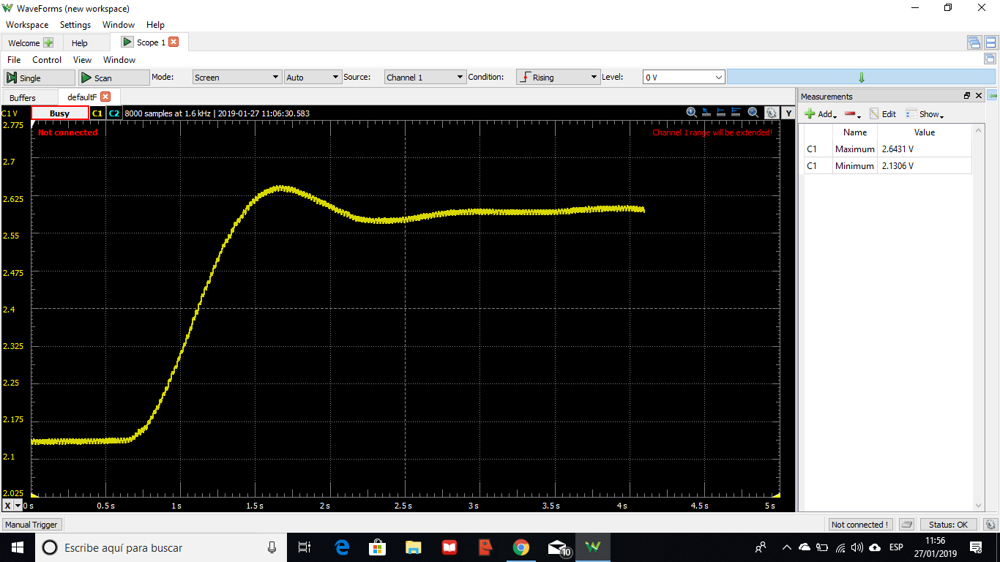 WaveForms (new workspace)
Workspace Settings Window Help
Welcome Help Scope 1
File Control View Window
Single Scan Mode: Screen Auto Source: Channel 1 Condition: Rising Level: 0 V
Buffers defaultF
C1 V Busy C1 C2 8000 samples at 1.6 kHz | 2019-01-27 11:06:30.583 Y
Not connected Channel 1 range will be extended!
2.775
2.7
2.625
2.55
2.475
2.4
2.325
2.25
2.175
2.1
2.025
X 0 s 0.5 s 1 s 1.5 s 2 s 2.5 s 3 s 3.5 s 4 s 4.5 s 5 s
Measurements
Add Edit Show
Name Value
C1 Maximum 2.6431 V
C1 Minimum 2.1306 V
Manual Trigger Not connected ! Status: OK
Escribe aquí para buscar 10 ESP 11:56
27/01/2019